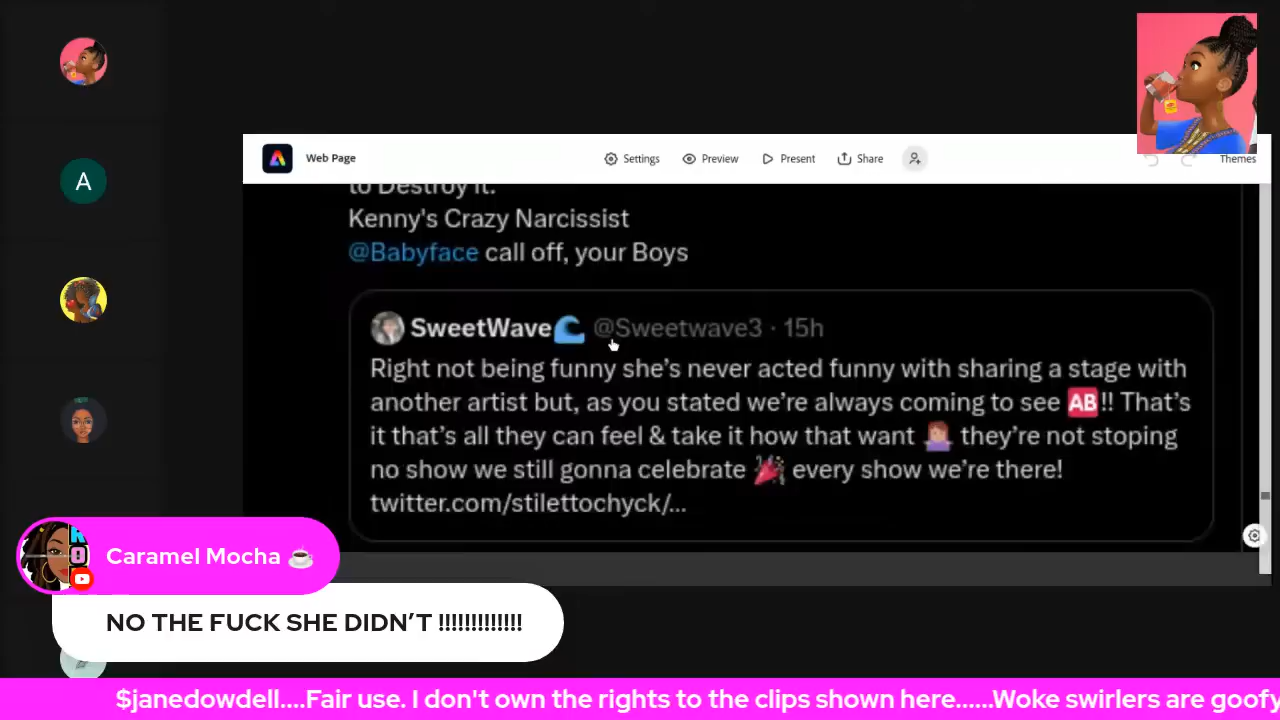 Web Page
Settings
Preview
Present
Share
Themes
A
to Destroy it.
Kenny's Crazy Narcissist
@Babyface call off, your Boys
SweetWave🌊 @Sweetwave3 · 15h
Right not being funny she's never acted funny with sharing a stage with
another artist but, as you stated we're always coming to see 🆎!! That's
it that's all they can feel & take it how that want 🤷🏽‍♀️ they're not stoping
no show we still gonna celebrate 🎉 every show we're there!
twitter.com/stilettochyck/...
Caramel Mocha ☕
NO THE FUCK SHE DIDN'T !!!!!!!!!!!!!
$janedowdell....Fair use. I don't own the rights to the clips shown here......Woke swirlers are goofy